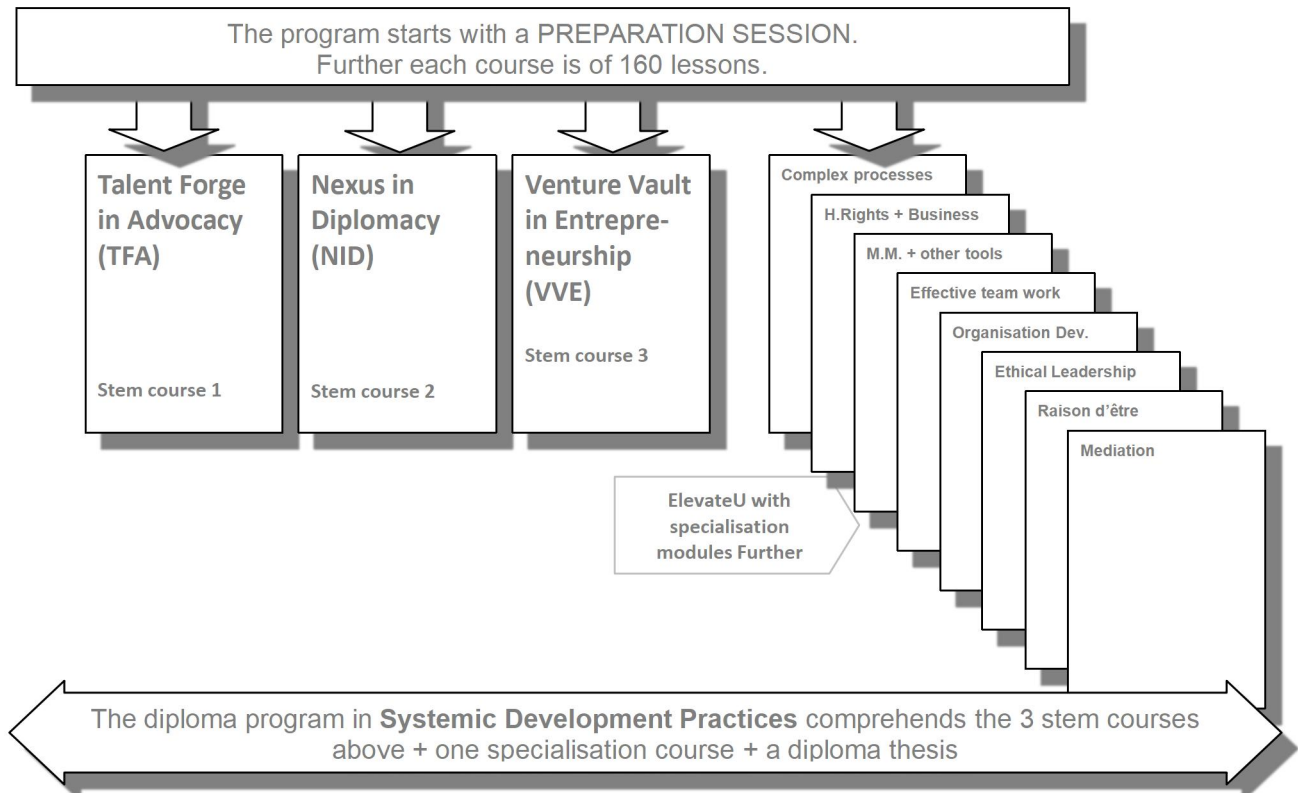 The program starts with a PREPARATION SESSION.
Further each course is of 160 lessons.
Talent Forge
in Advocacy
(TFA)
Stem course 1
Nexus in
Diplomacy
(NID)
Stem course 2
Venture Vault
in Entrepre-
neurship
(VVE)
Stem course 3
Complex processes
H.Rights + Business
M.M. + other tools
Effective team work
Organisation Dev.
Ethical Leadership
Raison d’être
Mediation
ElevateU with
specialisation
modules Further
The diploma program in Systemic Development Practices comprehends the 3 stem courses
above + one specialisation course + a diploma thesis